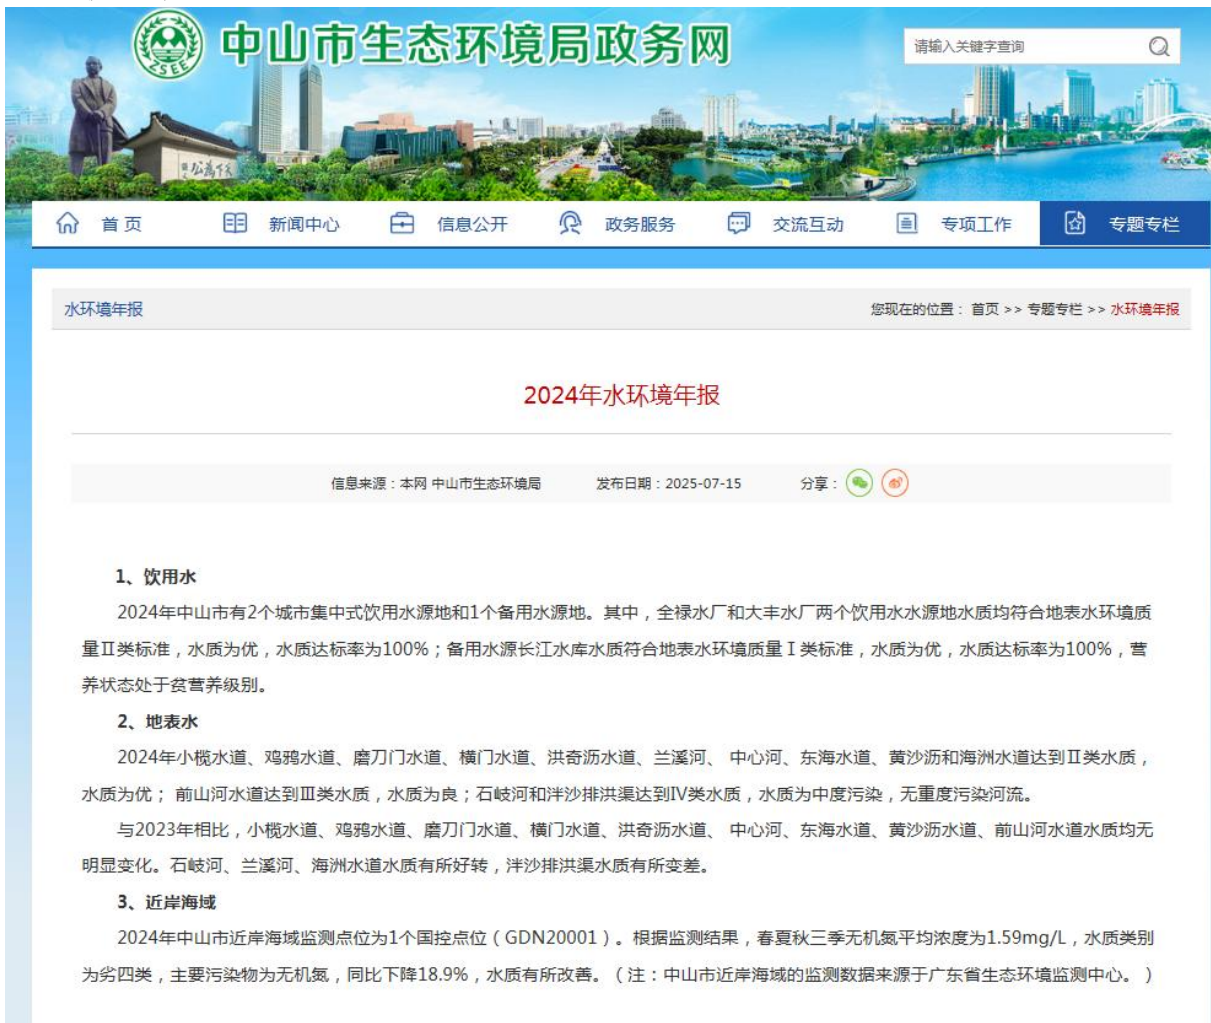 中山市生态环境局政务网
ZSEE
请输入关键字查询
首页 新闻中心 信息公开 政务服务 交流互动 专项工作 专题专栏
水环境年报
您现在的位置： 首页 >> 专题专栏 >> 水环境年报
2024年水环境年报
信息来源：本网 中山市生态环境局 发布日期：2025-07-15 分享：
1、饮用水
2024年中山市有2个城市集中式饮用水源地和1个备用水源地。其中，全禄水厂和大丰水厂两个饮用水水源地水质均符合地表水环境质
量Ⅱ类标准，水质为优，水质达标率为100%；备用水源长江水库水质符合地表水环境质量Ⅰ类标准，水质为优，水质达标率为100%，营
养状态处于贫营养级别。
2、地表水
2024年小榄水道、鸡鸦水道、磨刀门水道、横门水道、洪奇沥水道、兰溪河、 中心河、东海水道、黄沙沥和海洲水道达到Ⅱ类水质，
水质为优； 前山河水道达到Ⅲ类水质，水质为良；石岐河和泮沙排洪渠达到Ⅳ类水质，水质为中度污染，无重度污染河流。
与2023年相比，小榄水道、鸡鸦水道、磨刀门水道、横门水道、洪奇沥水道、 中心河、东海水道、黄沙沥水道、前山河水道水质均无
明显变化。石岐河、兰溪河、海洲水道水质有所好转，泮沙排洪渠水质有所变差。
3、近岸海域
2024年中山市近岸海域监测点位为1个国控点位（GDN20001）。根据监测结果，春夏秋三季无机氮平均浓度为1.59mg/L，水质类别
为劣四类，主要污染物为无机氮，同比下降18.9%，水质有所改善。（注：中山市近岸海域的监测数据来源于广东省生态环境监测中心。）